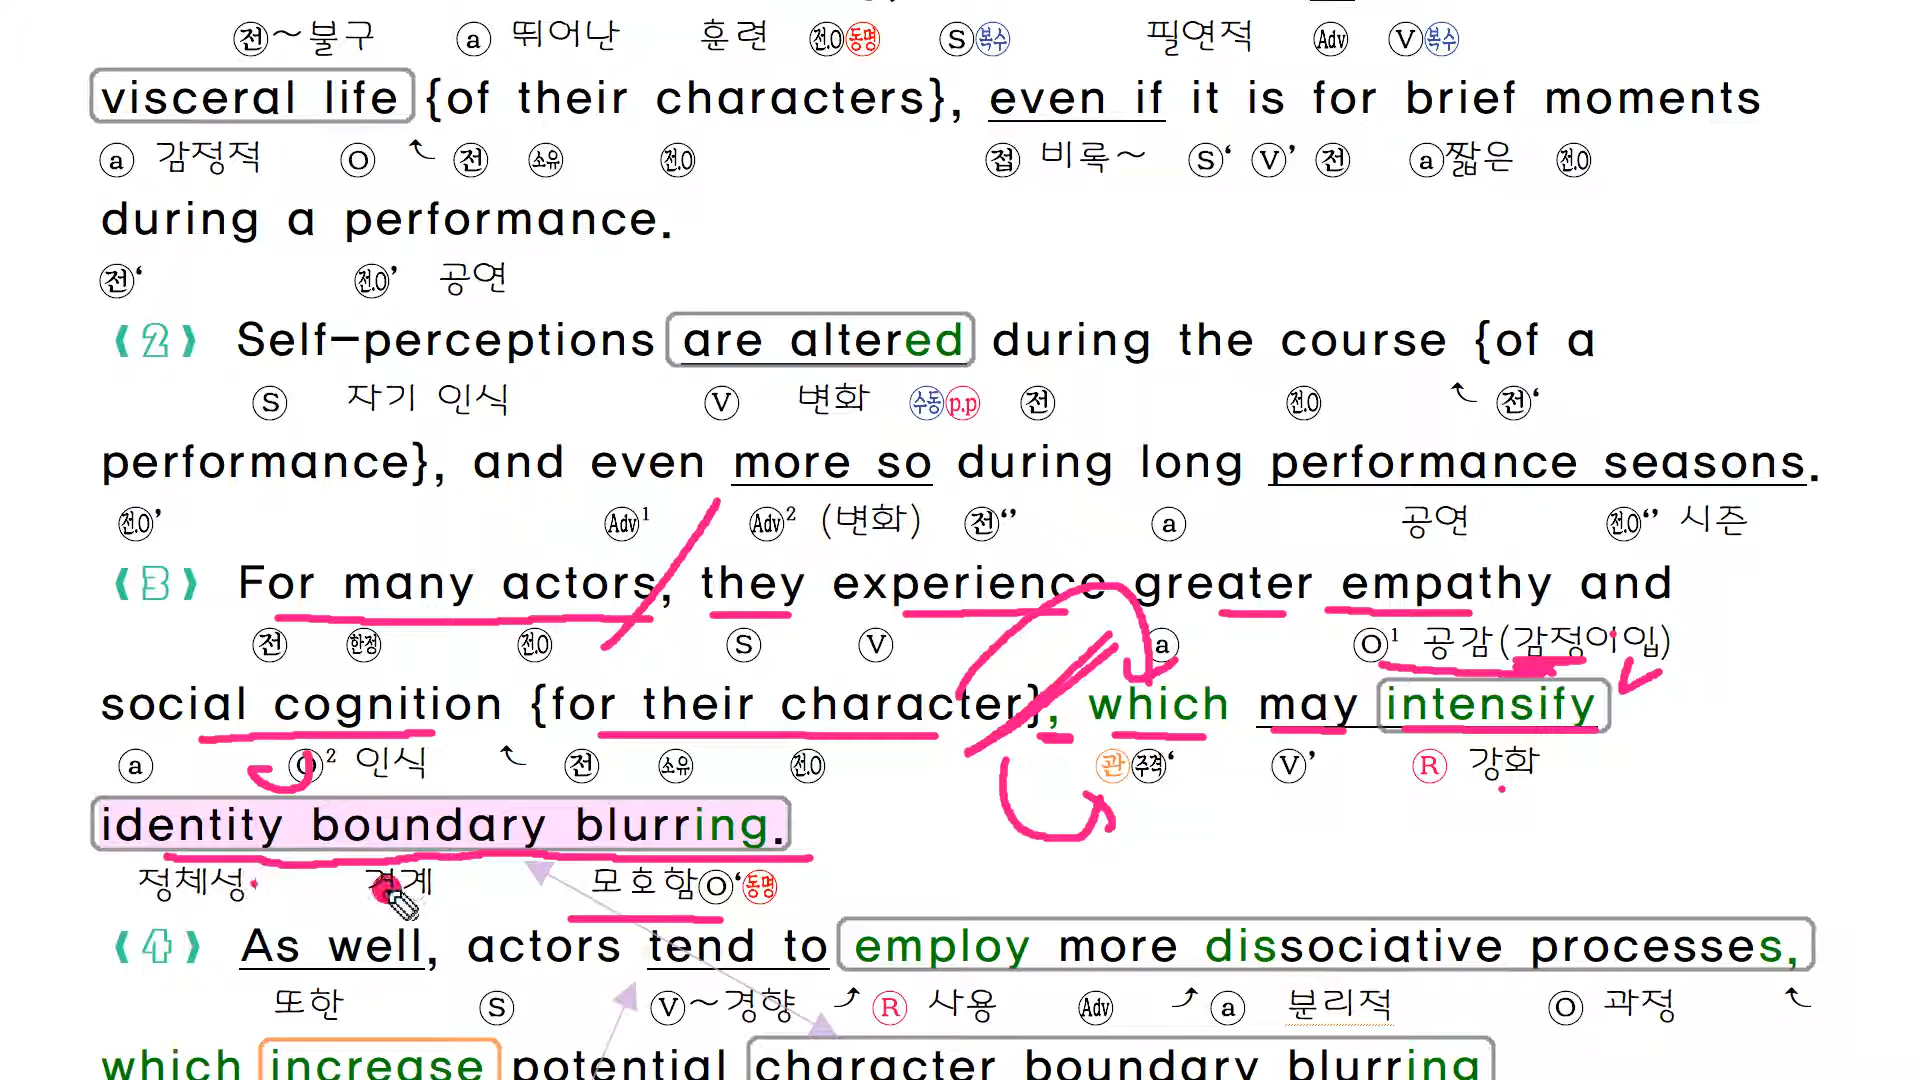 전 ~불구 a 뛰어난 훈련 전.O 동명 S 복수 필연적 Adv V 복수
visceral life {of their characters}, even if it is for brief moments
a 감정적 O 전 소유 전.O 접 비록~ S‘ V’ 전 a 짧은 전.O
during a performance.
전‘ 전.O’ 공연
(2) Self-perceptions are altered during the course {of a
S 자기 인식 V 변화 수동 p.p 전 전.O 전‘
performance}, and even more so during long performance seasons.
전.O’ Adv¹ Adv² (변화) 전“ a 공연 전.O“ 시즌
(3) For many actors, they experience greater empathy and
전 한정 전.O S V a O¹ 공감(감정이입)
social cognition {for their character}, which may intensify
a O² 인식 전 소유 전.O 관 주격‘ V’ R 강화
identity boundary blurring.
정체성 경계 모호함 O‘ 동명
(4) As well, actors tend to employ more dissociative processes,
또한 S V ~경향 R 사용 Adv a 분리적 O 과정
which increase potential character boundary blurring